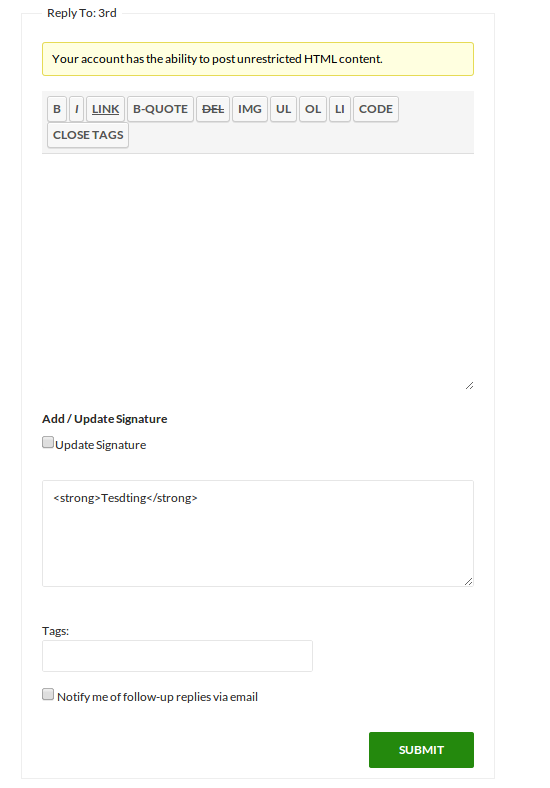 Reply To: 3rd
Your account has the ability to post unrestricted HTML content.
B I LINK B-QUOTE DEL IMG UL OL LI CODE
CLOSE TAGS
Add / Update Signature
Update Signature
<strong>Tesdting</strong>
Tags:
Notify me of follow-up replies via email
SUBMIT